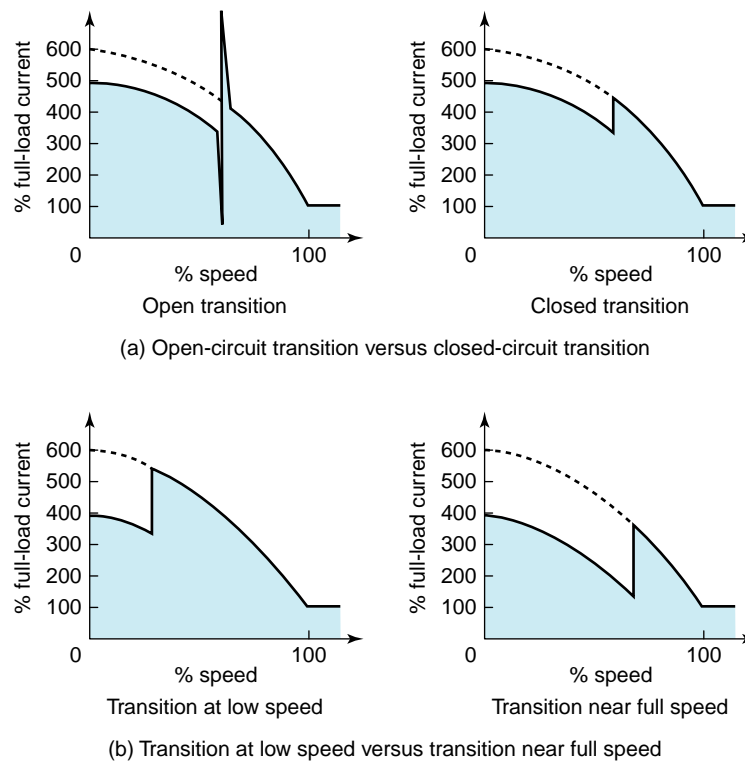 % full-load current
600
500
400
300
200
100
0
100
% speed
Open transition
% full-load current
600
500
400
300
200
100
0
100
% speed
Closed transition
(a) Open-circuit transition versus closed-circuit transition
% full-load current
600
500
400
300
200
100
0
100
% speed
Transition at low speed
% full-load current
600
500
400
300
200
100
0
100
% speed
Transition near full speed
(b) Transition at low speed versus transition near full speed